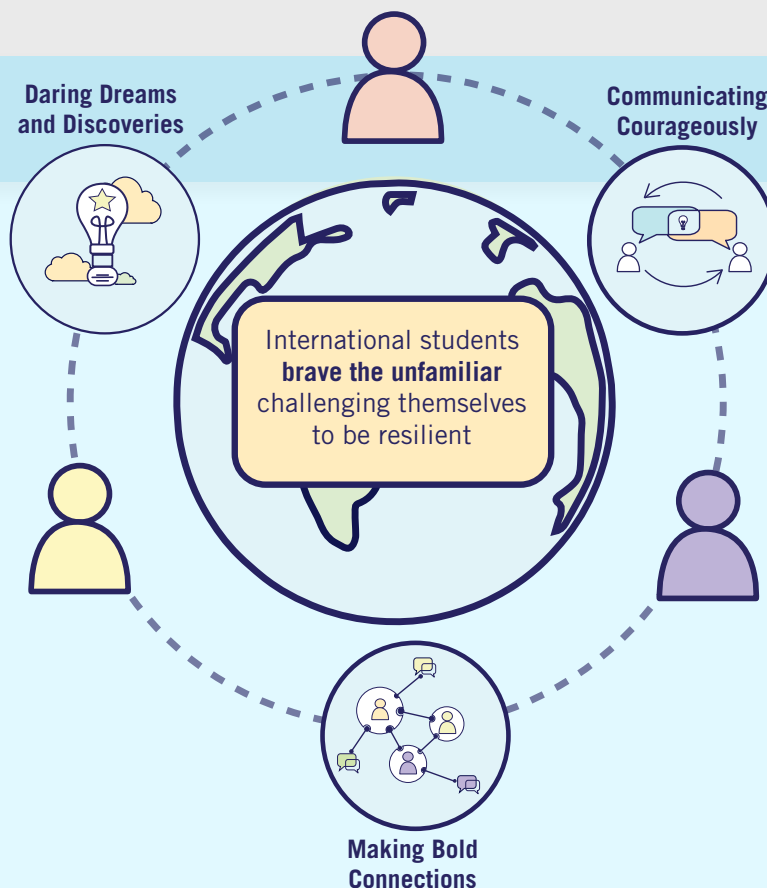 Daring Dreams
and Discoveries
Communicating
Courageously
International students
brave the unfamiliar
challenging themselves
to be resilient
Making Bold
Connections